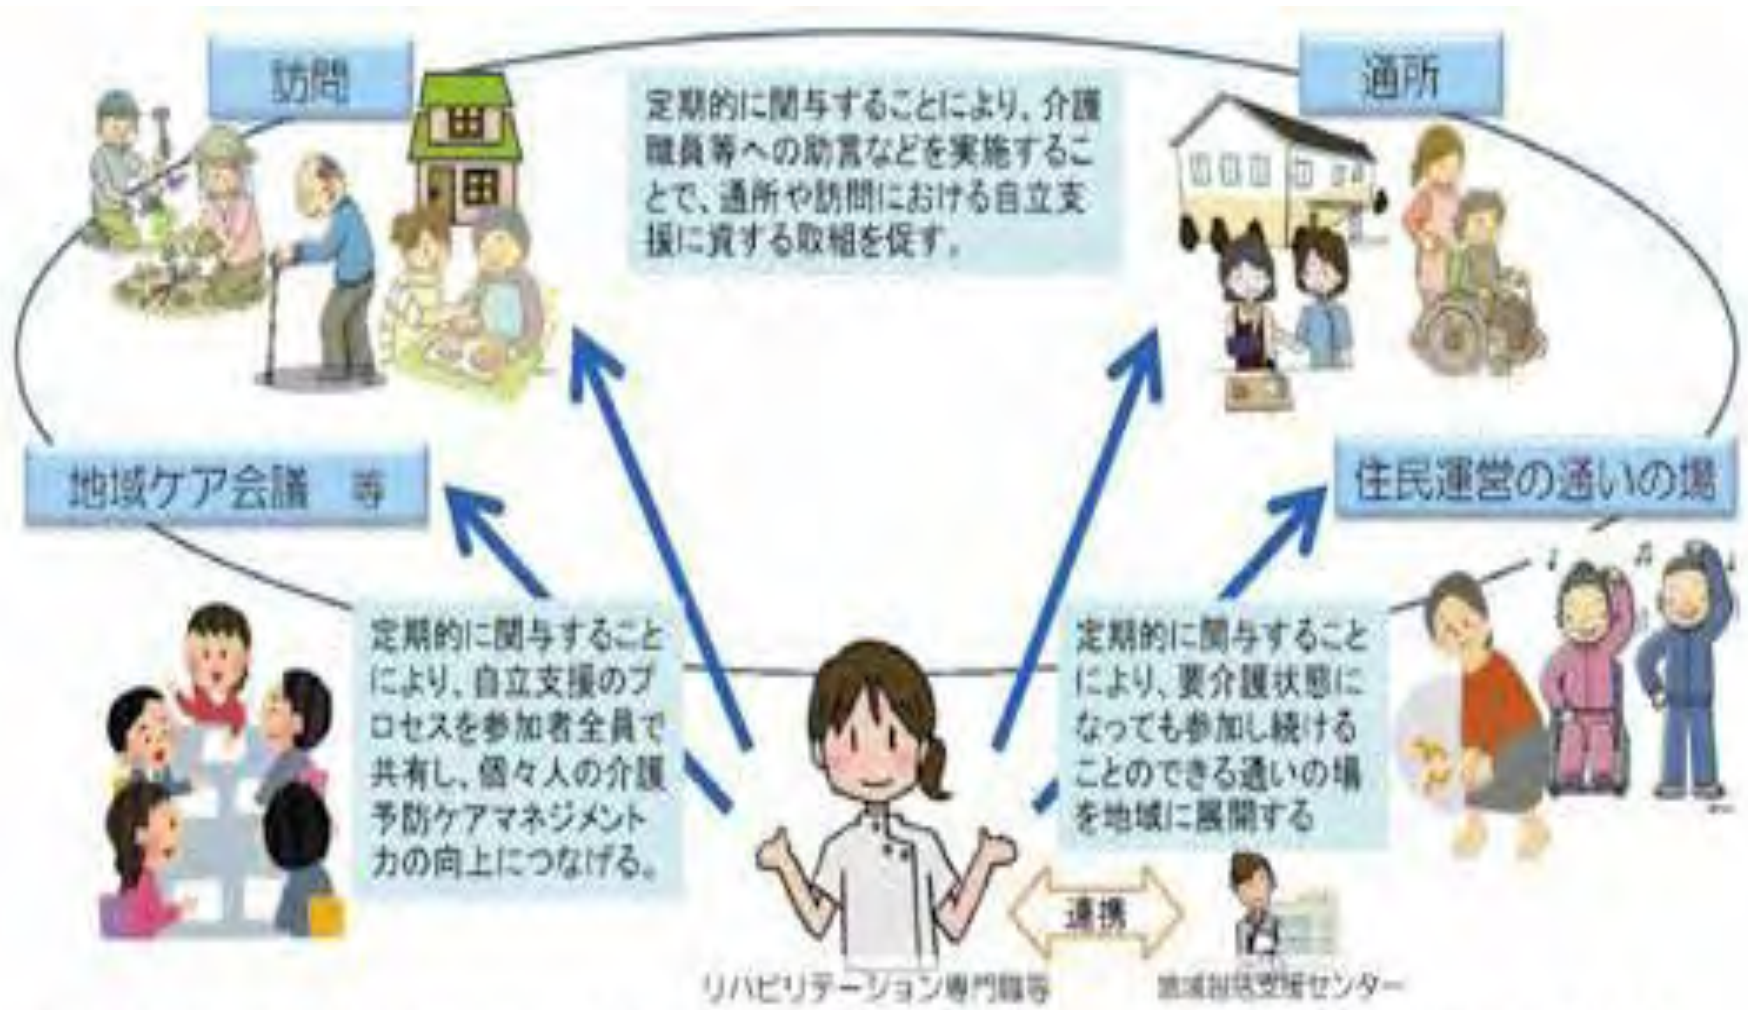 訪問
通所
定期的に関与することにより、介護
職員等への助言などを実施するこ
とで、通所や訪問における自立支
援に資する取組を促す。
地域ケア会議　等
住民運営の通いの場
定期的に関与すること
により、自立支援のプ
ロセスを参加者全員で
共有し、個々人の介護
予防ケアマネジメント
力の向上につなげる。
定期的に関与すること
により、要介護状態に
なっても参加し続ける
ことのできる通いの場
を地域に展開する
連携
リハビリテーション専門職等
地域包括支援センター